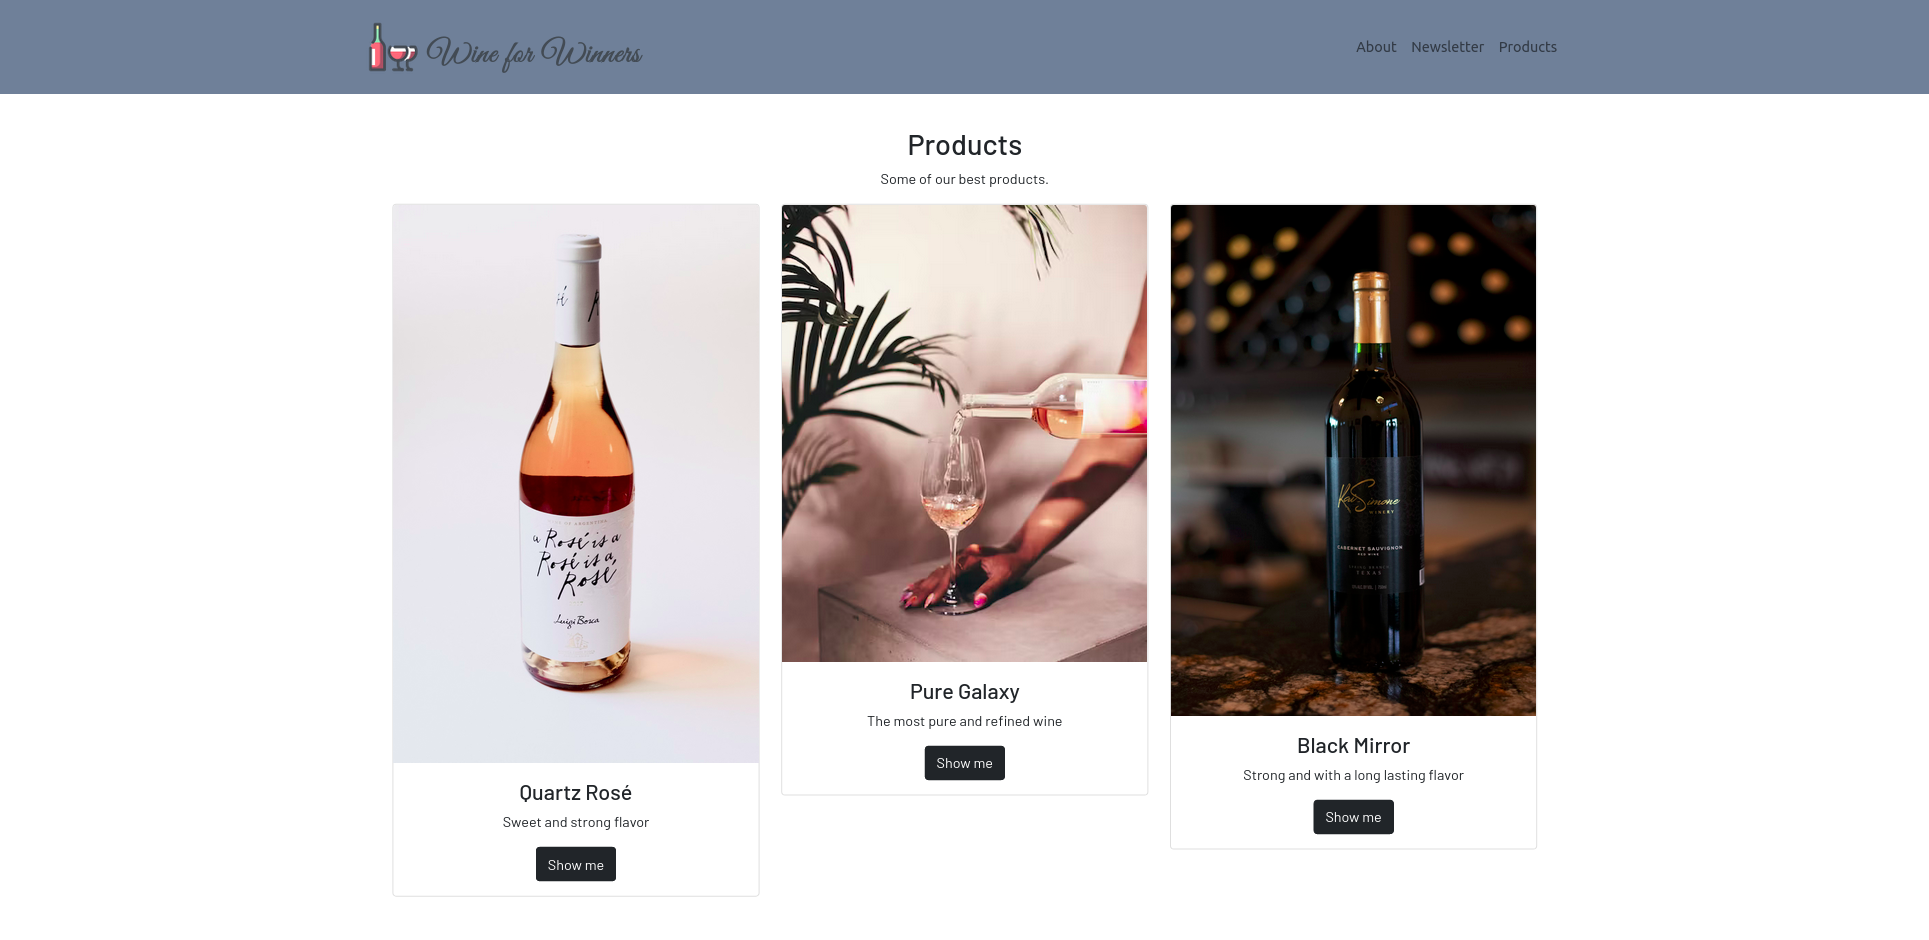 Wine for Winners
About Newsletter Products
Products
Some of our best products.
a Rosé is a
Rosé is a
Rosé
Luigi Bosca
Quartz Rosé
Sweet and strong flavor
Show me
Pure Galaxy
The most pure and refined wine
Show me
Kai Simone
WINERY
CABERNET SAUVIGNON
RED WINE
TEXAS
Black Mirror
Strong and with a long lasting flavor
Show me